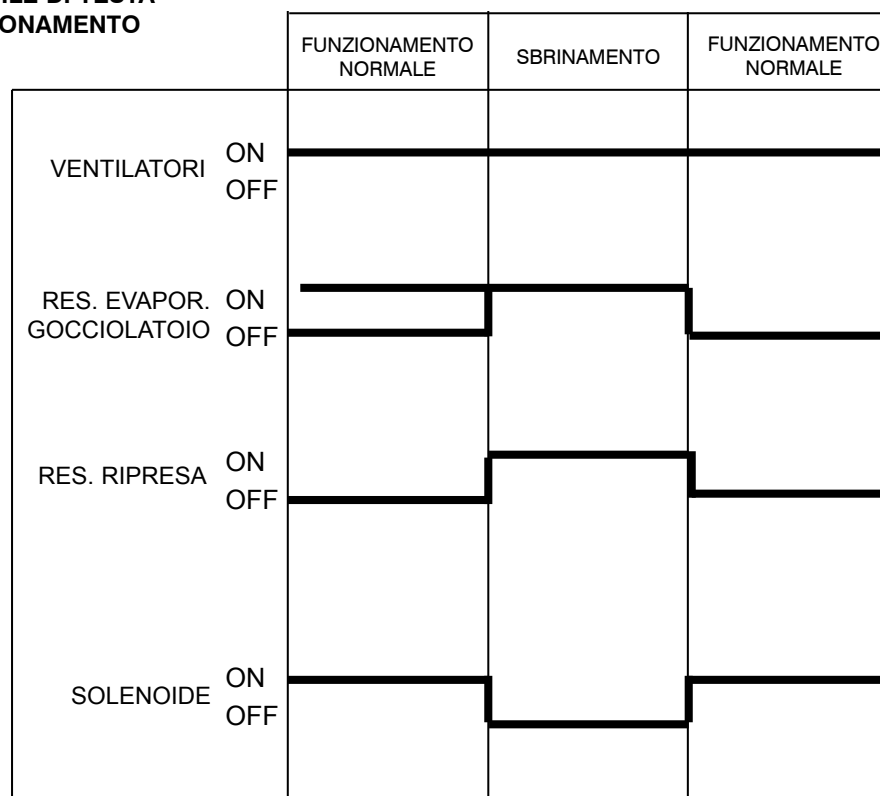 ONAMENTO
FUNZIONAMENTO
NORMALE
SBRINAMENTO
FUNZIONAMENTO
NORMALE
VENTILATORI
ON
OFF
RES. EVAPOR.
GOCCIOLATOIO
ON
OFF
RES. RIPRESA
ON
OFF
SOLENOIDE
ON
OFF